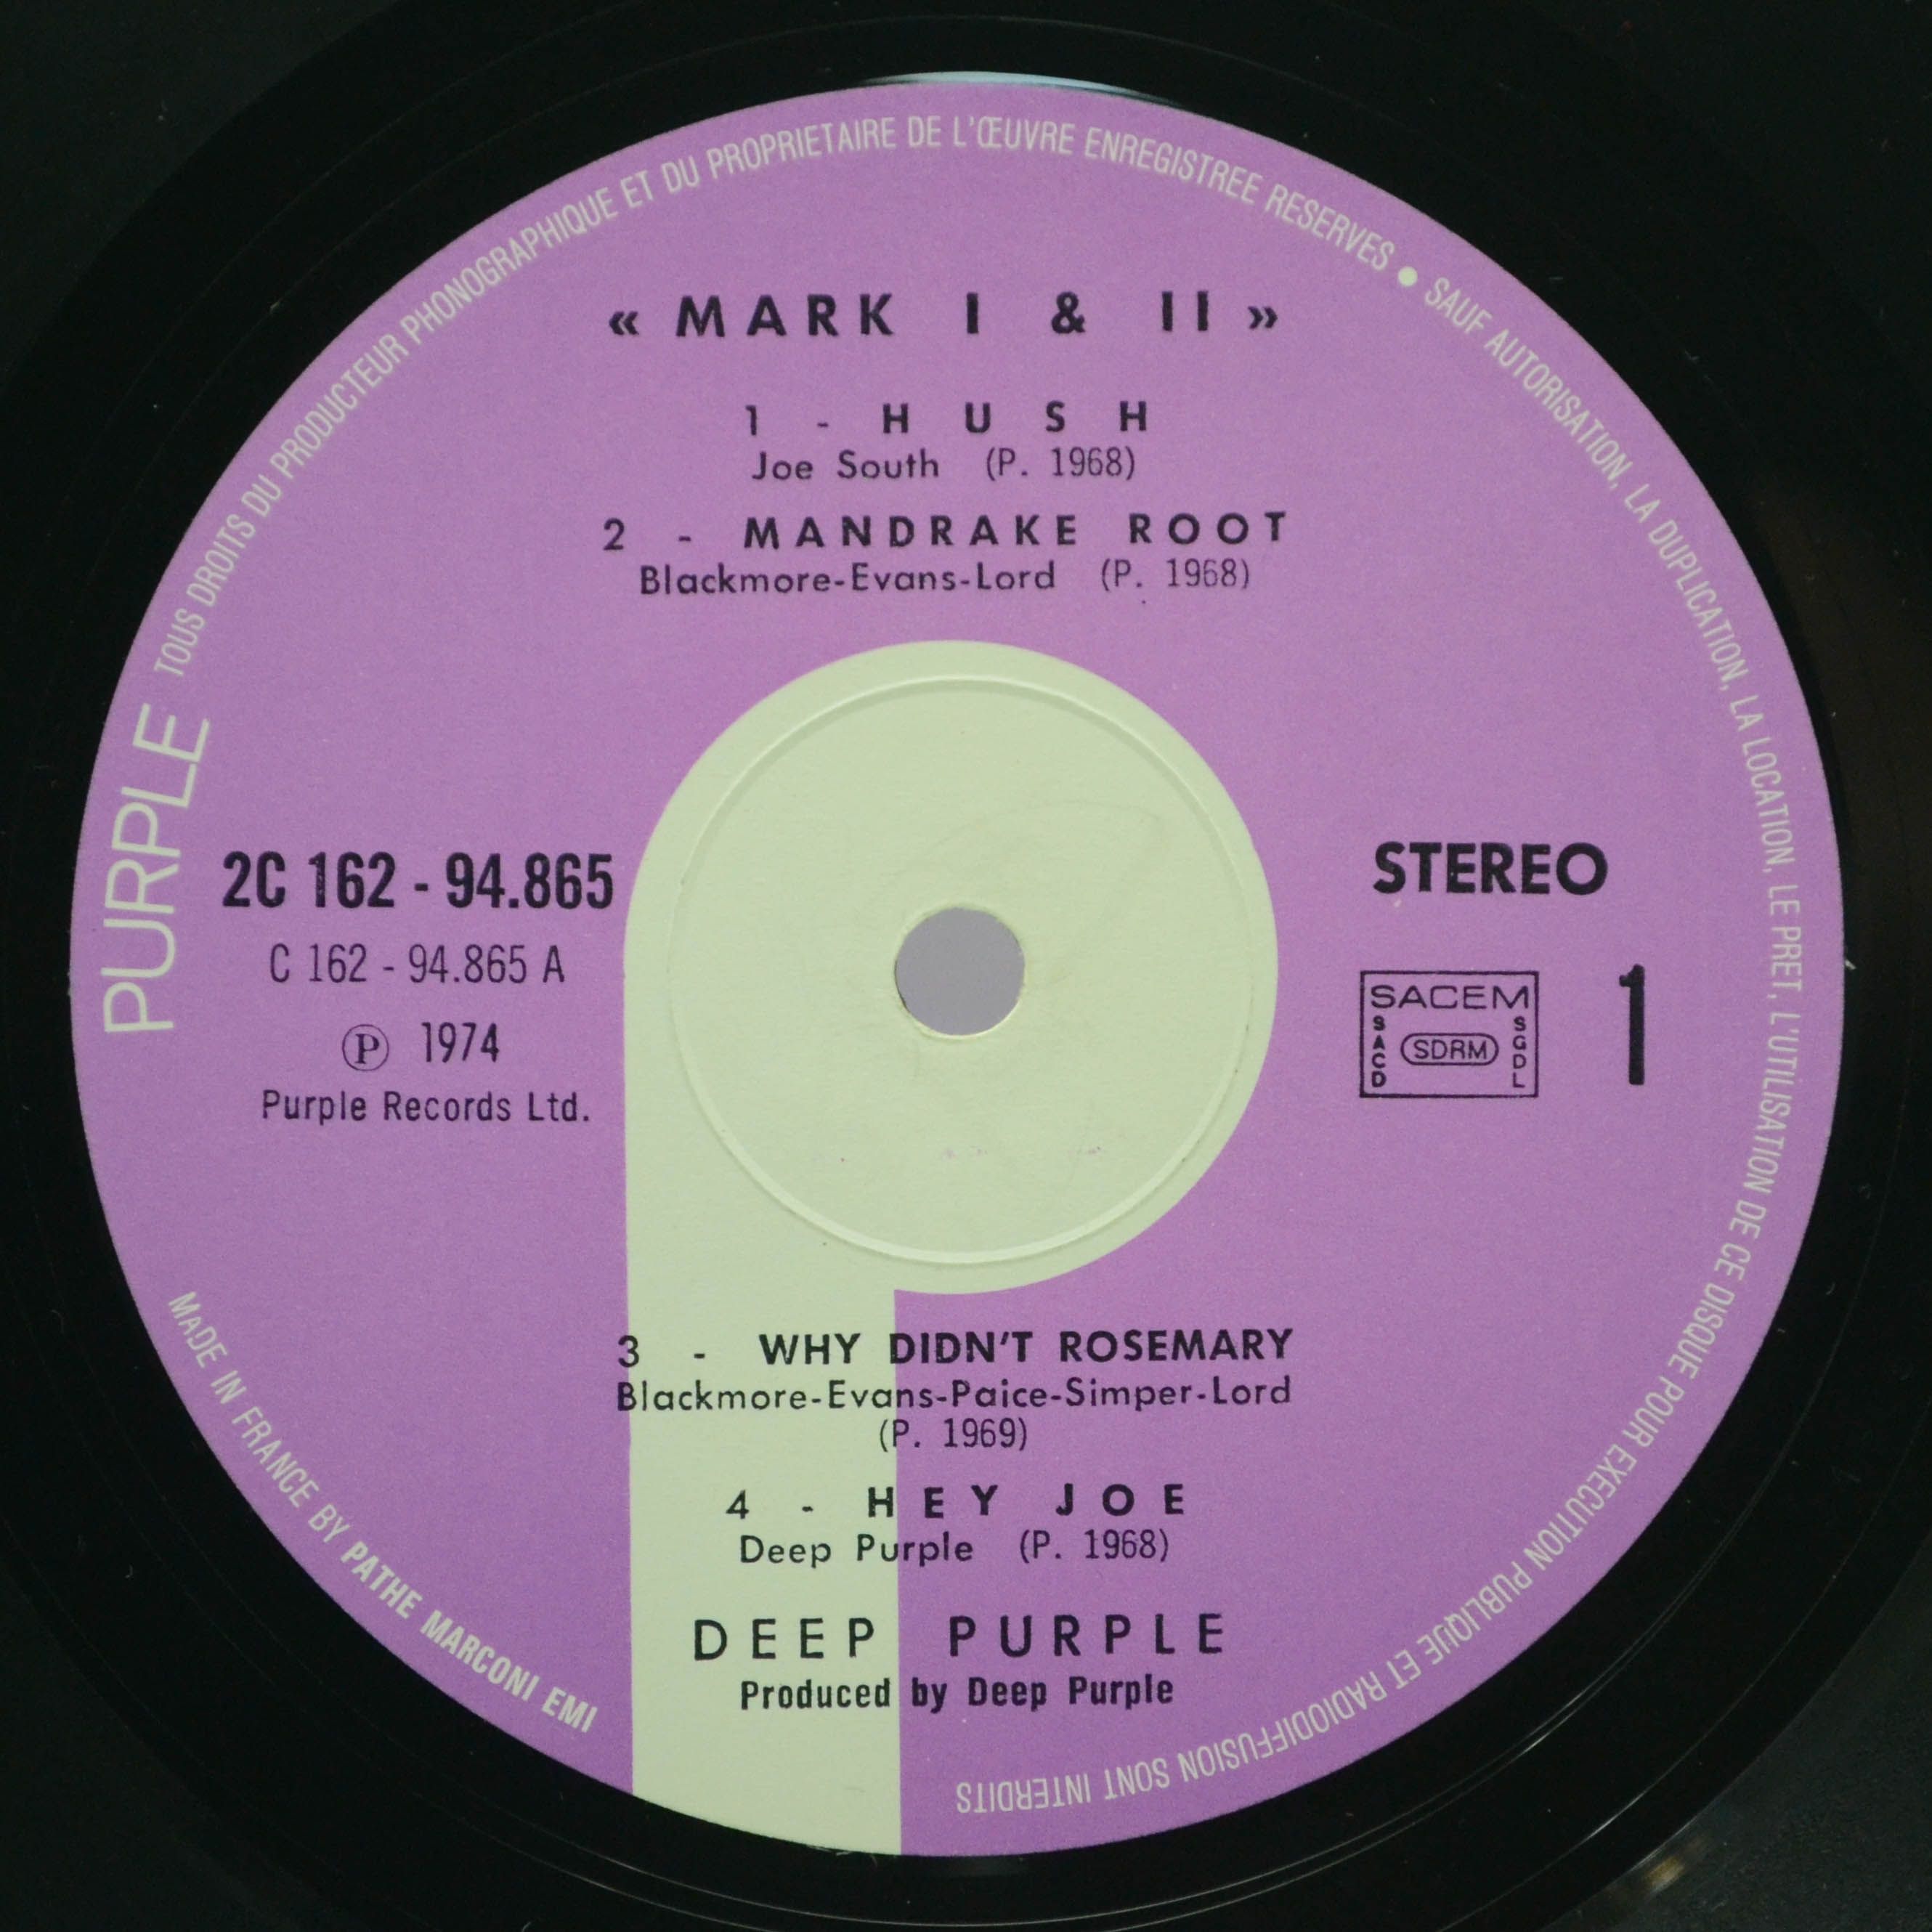 PURPLE TOUS DROITS DU PRODUCTEUR PHONOGRAPHIQUE ET DU PROPRIETAIRE DE L'ŒUVRE ENREGISTREE RESERVES • SAUF AUTORISATION, LA DUPLICATION, LA LOCATION, LE PRET, L'UTILISATION DE CE DISQUE POUR EXECUTION PUBLIQUE ET RADIODIFFUSION SONT INTERDITS
« MARK I & II »
1 - HUSH
Joe South (P. 1968)
2 - MANDRAKE ROOT
Blackmore-Evans-Lord (P. 1968)
2C 162 - 94.865
C 162 - 94.865 A
Ⓟ 1974
Purple Records Ltd.
STEREO
SACEM
SACD
SDRM
SGDL
1
3 - WHY DIDN'T ROSEMARY
Blackmore-Evans-Paice-Simper-Lord
(P. 1969)
4 - HEY JOE
Deep Purple (P. 1968)
DEEP PURPLE
Produced by Deep Purple
MADE IN FRANCE BY PATHE MARCONI EMI